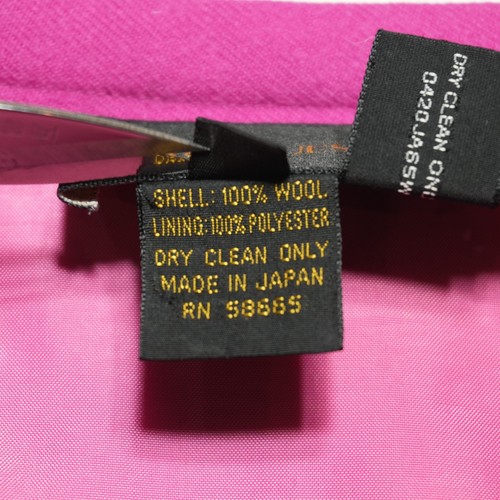 SHELL: 100% WOOL
LINING: 100% POLYESTER
DRY CLEAN ONLY
MADE IN JAPAN
RN 58665
DRY CLEAN ONL
0420JA65W